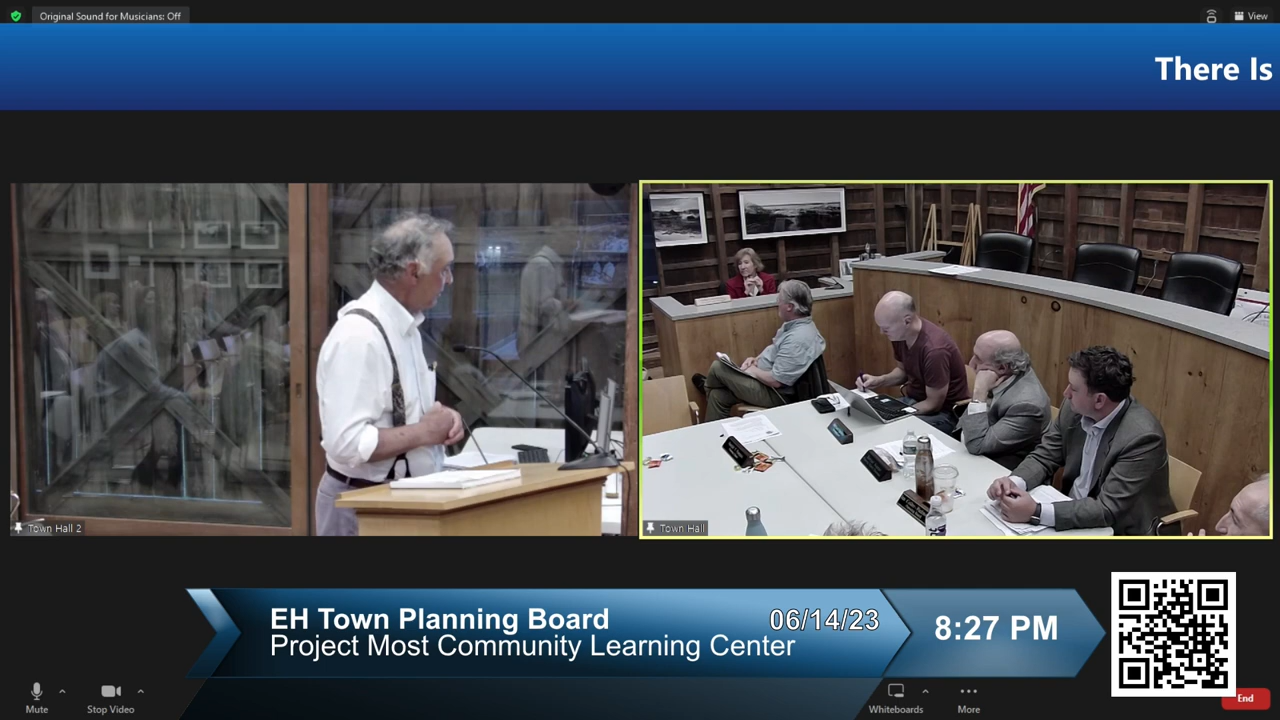 Original Sound for Musicians: Off
View
There Is
Town Hall 2
Town Hall
EH Town Planning Board
06/14/23
8:27 PM
Project Most Community Learning Center
Mute
Stop Video
Whiteboards
More
End